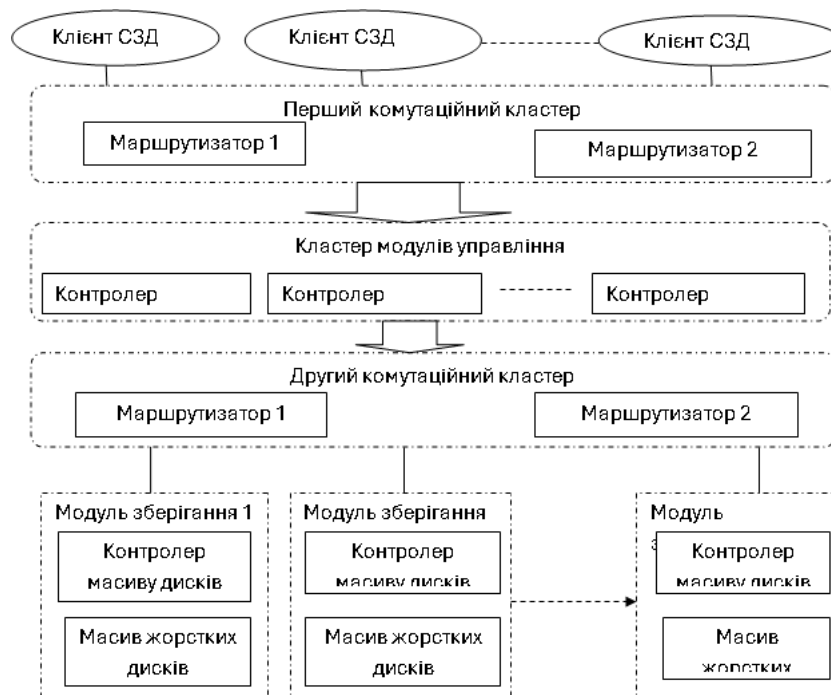 Клієнт СЗД
Клієнт СЗД
Клієнт СЗД
Перший комутаційний кластер
Маршрутизатор 1
Маршрутизатор 2
Кластер модулів управління
Контролер
Контролер
Контролер
Другий комутаційний кластер
Маршрутизатор 1
Маршрутизатор 2
Модуль зберігання 1
Контролер
масиву дисків
Масив жорстких
дисків
Модуль зберігання
Контролер
масиву дисків
Масив жорстких
дисків
Модуль
Контролер
масиву дисків
Масив
жорстких